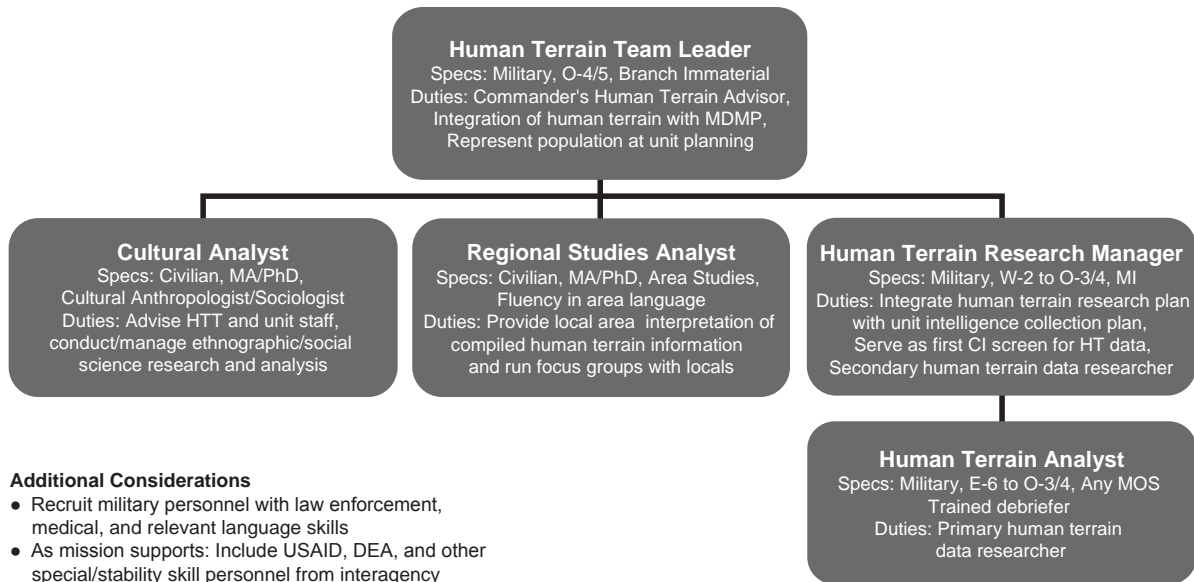 Human Terrain Team Leader
Specs: Military, O-4/5, Branch Immaterial
Duties: Commander's Human Terrain Advisor,
Integration of human terrain with MDMP,
Represent population at unit planning
Cultural Analyst
Specs: Civilian, MA/PhD,
Cultural Anthropologist/Sociologist
Duties: Advise HTT and unit staff,
conduct/manage ethnographic/social
science research and analysis
Regional Studies Analyst
Specs: Civilian, MA/PhD, Area Studies,
Fluency in area language
Duties: Provide local area interpretation of
compiled human terrain information
and run focus groups with locals
Human Terrain Research Manager
Specs: Military, W-2 to O-3/4, MI
Duties: Integrate human terrain research plan
with unit intelligence collection plan,
Serve as first CI screen for HT data,
Secondary human terrain data researcher
Human Terrain Analyst
Specs: Military, E-6 to O-3/4, Any MOS
Trained debriefer
Duties: Primary human terrain
data researcher
Additional Considerations
● Recruit military personnel with law enforcement,
medical, and relevant language skills
● As mission supports: Include USAID, DEA, and other
special/stability skill personnel from interagency